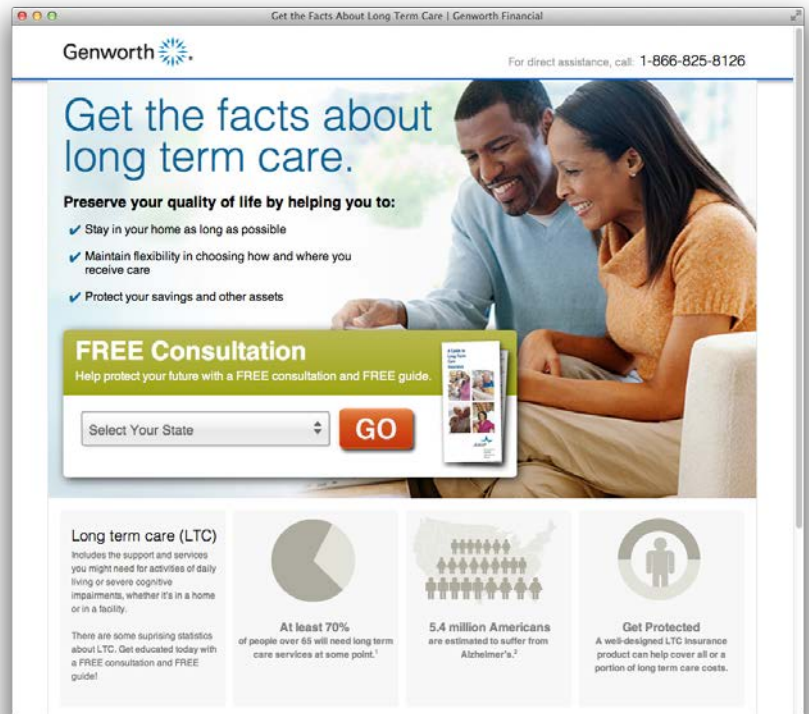 Get the Facts About Long Term Care | Genworth Financial
Genworth
For direct assistance, call: 1-866-825-8126
Get the facts about
long term care.
Preserve your quality of life by helping you to:
Stay in your home as long as possible
Maintain flexibility in choosing how and where you
receive care
Protect your savings and other assets
FREE Consultation
Help protect your future with a FREE consultation and FREE guide.
A Guide to
Long Term
Care
Insurance
Select Your State
GO
Long term care (LTC)
Includes the support and services
you might need for activities of daily
living or severe cognitive
impairments, whether it's in a home
or in a facility.
There are some suprising statistics
about LTC. Get educated today with
a FREE consultation and FREE
guide!
At least 70%
of people over 65 will need long term
care services at some point.¹
5.4 million Americans
are estimated to suffer from
Alzheimer's.²
Get Protected
A well-designed LTC Insurance
product can help cover all or a
portion of long term care costs.